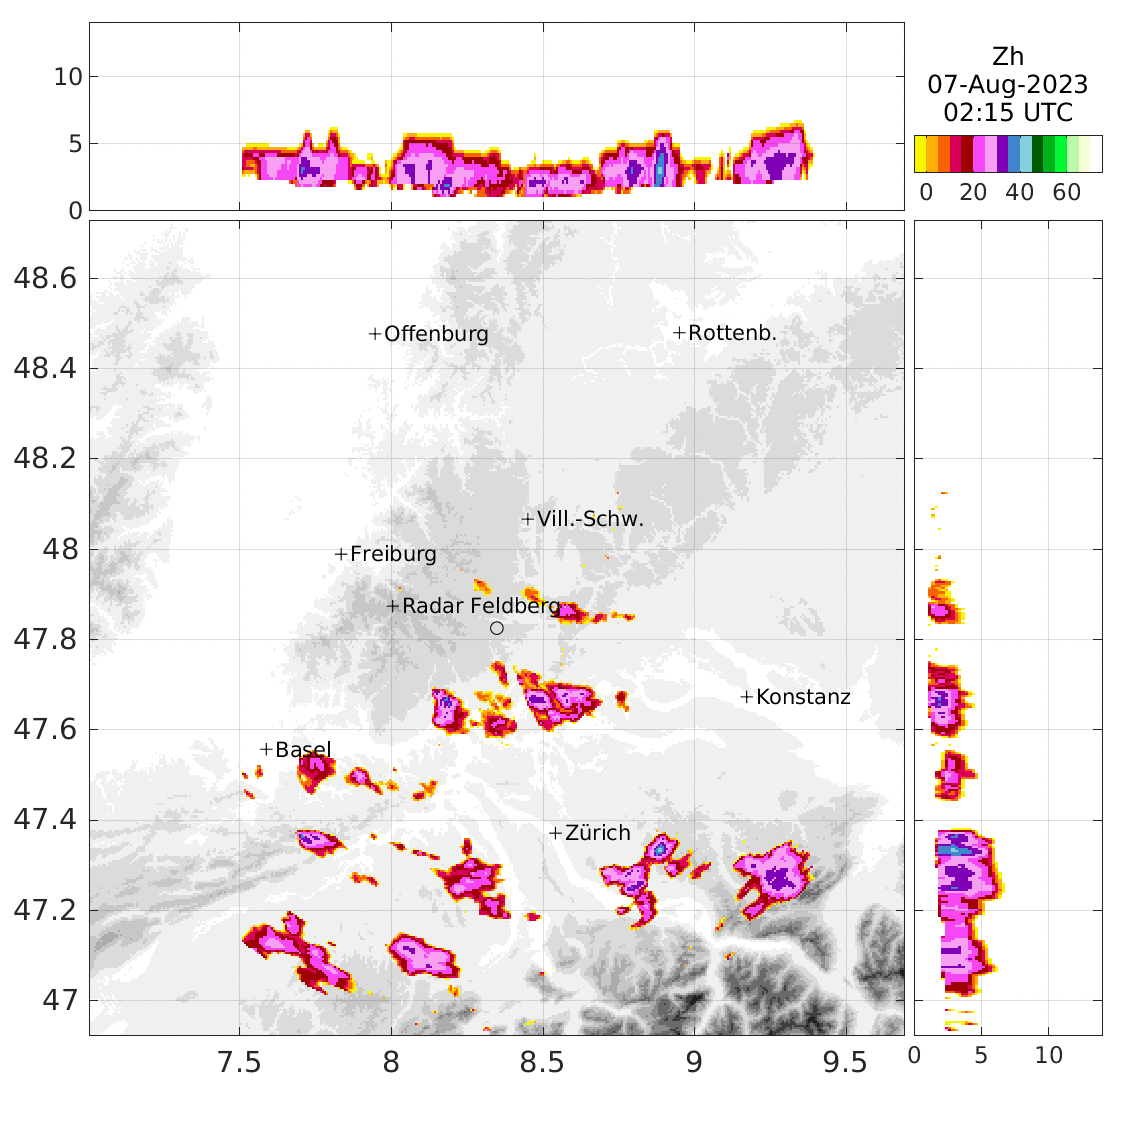 10
5
0
Zh
07-Aug-2023
02:15 UTC
0 20 40 60
48.6
48.4
48.2
48
47.8
47.6
47.4
47.2
47
+Offenburg
+Rottenb.
+Vill.-Schw.
+Freiburg
+Radar Feldberg
+Konstanz
+Basel
+Zürich
7.5 8 8.5 9 9.5
0 5 10